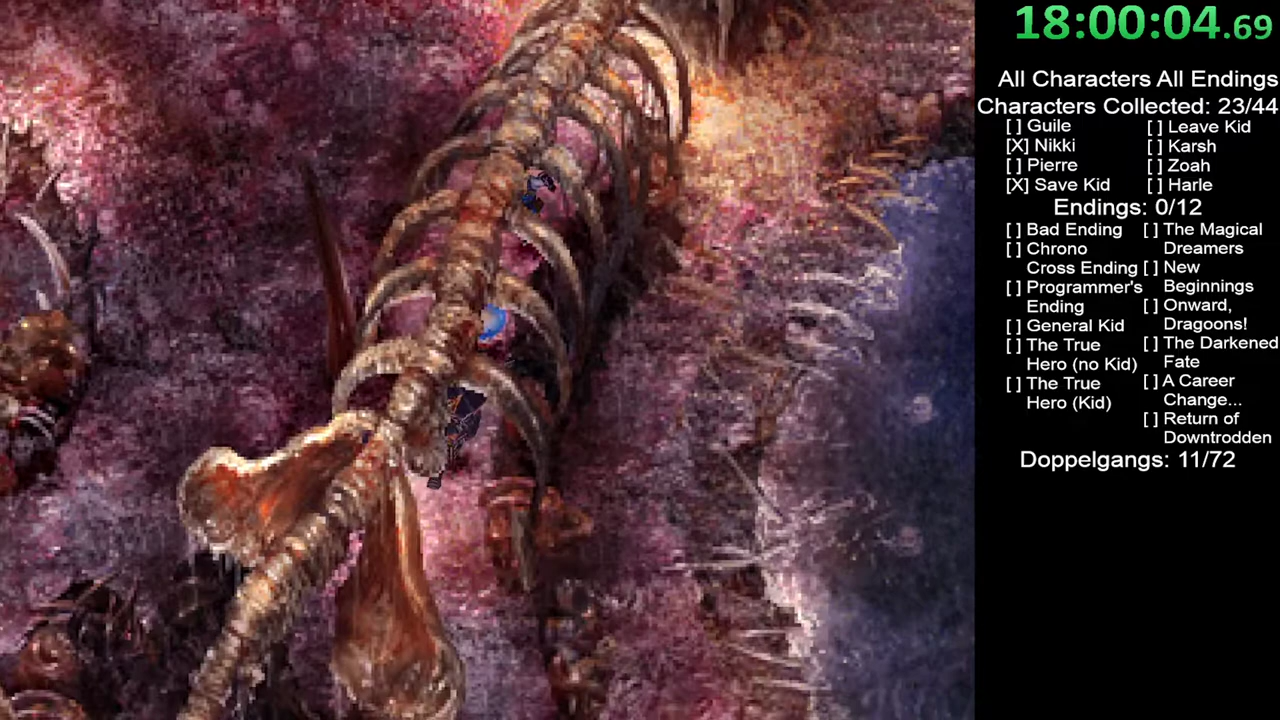 18:00:04.69
All Characters All Endings
Characters Collected: 23/44
[ ] Guile [ ] Leave Kid
[X] Nikki [ ] Karsh
[ ] Pierre [ ] Zoah
[X] Save Kid [ ] Harle
Endings: 0/12
[ ] Bad Ending
[ ] Chrono
Cross Ending
[ ] Programmer's
Ending
[ ] General Kid
[ ] The True
Hero (no Kid)
[ ] The True
Hero (Kid)
[ ] The Magical
Dreamers
[ ] New
Beginnings
[ ] Onward,
Dragoons!
[ ] The Darkened
Fate
[ ] A Career
Change...
[ ] Return of
Downtrodden
Doppelgangs: 11/72